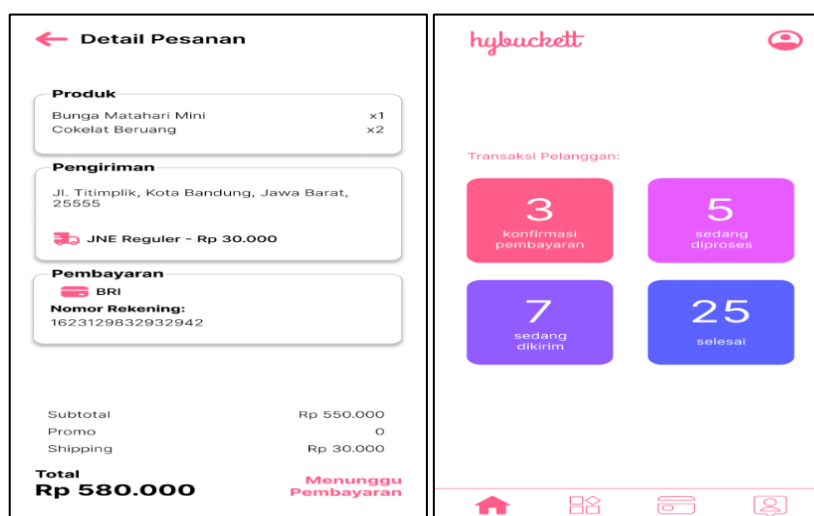 Detail Pesanan
Produk
Bunga Matahari Mini x1
Cokelat Beruang x2
Pengiriman
Jl. Titimplik, Kota Bandung, Jawa Barat,
25555
JNE Reguler - Rp 30.000
Pembayaran
BRI
Nomor Rekening:
1623129832932942
Subtotal Rp 550.000
Promo 0
Shipping Rp 30.000
Total
Rp 580.000
Menunggu
Pembayaran
hybuckett
Transaksi Pelanggan:
3
konfirmasi
pembayaran
5
sedang
diproses
7
sedang
dikirim
25
selesai